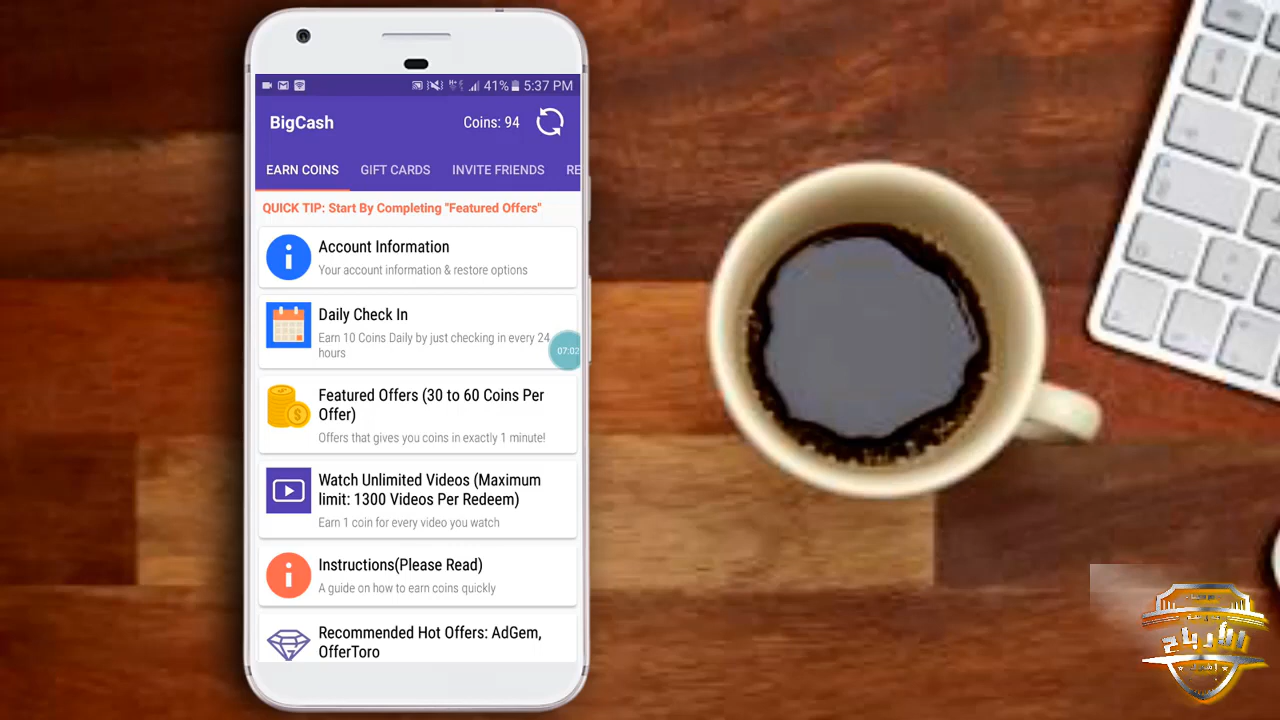 41% 5:37 PM
BigCash
Coins: 94
EARN COINS GIFT CARDS INVITE FRIENDS RE
QUICK TIP: Start By Completing "Featured Offers"
Account Information
Your account information & restore options
Daily Check In
Earn 10 Coins Daily by just checking in every 24
hours
07:02
Featured Offers (30 to 60 Coins Per
Offer)
Offers that gives you coins in exactly 1 minute!
Watch Unlimited Videos (Maximum
limit: 1300 Videos Per Redeem)
Earn 1 coin for every video you watch
Instructions(Please Read)
A guide on how to earn coins quickly
Recommended Hot Offers: AdGem,
OfferToro
الأرباح